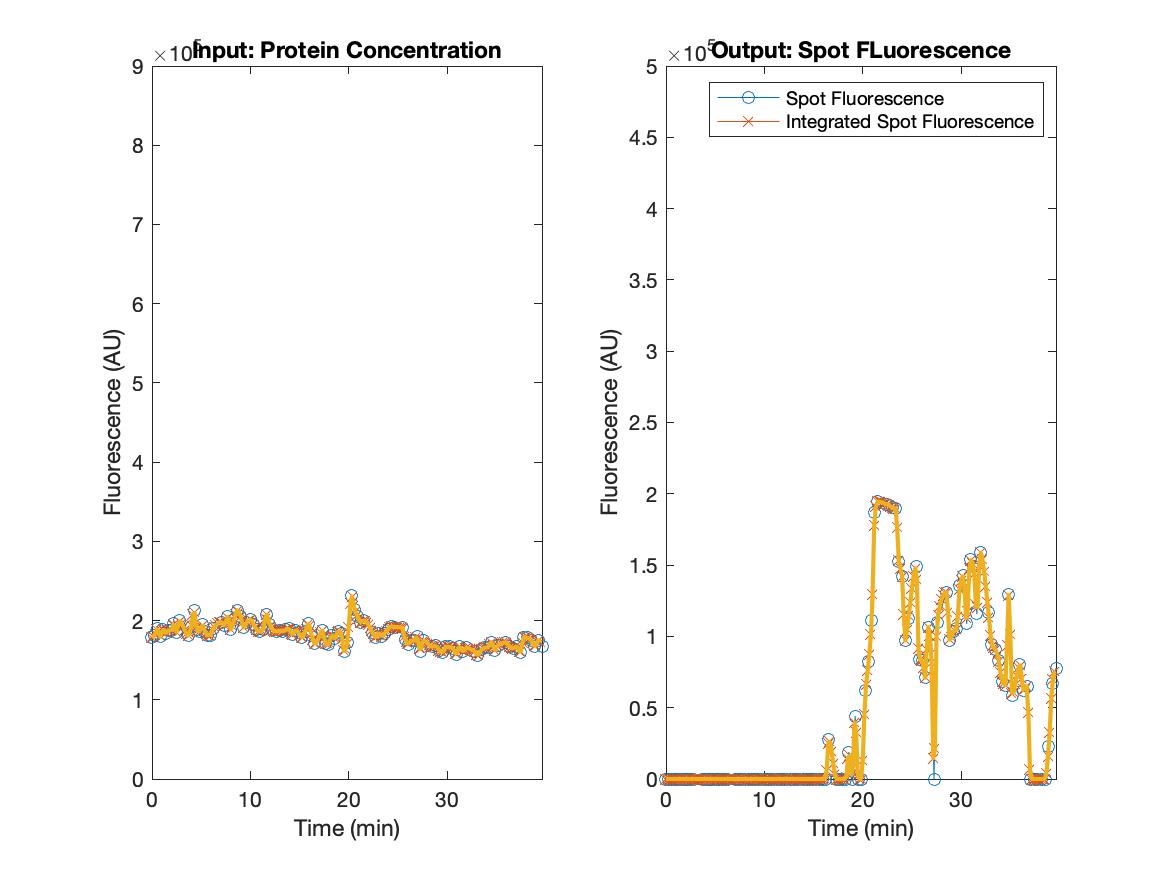 ×10⁵
Input: Protein Concentration
9
8
7
6
5
4
3
2
1
0
Fluorescence (AU)
0 10 20 30
Time (min)
×10⁵
Output: Spot FLuorescence
Spot Fluorescence
Integrated Spot Fluorescence
5
4.5
4
3.5
3
2.5
2
1.5
1
0.5
0
Fluorescence (AU)
0 10 20 30
Time (min)